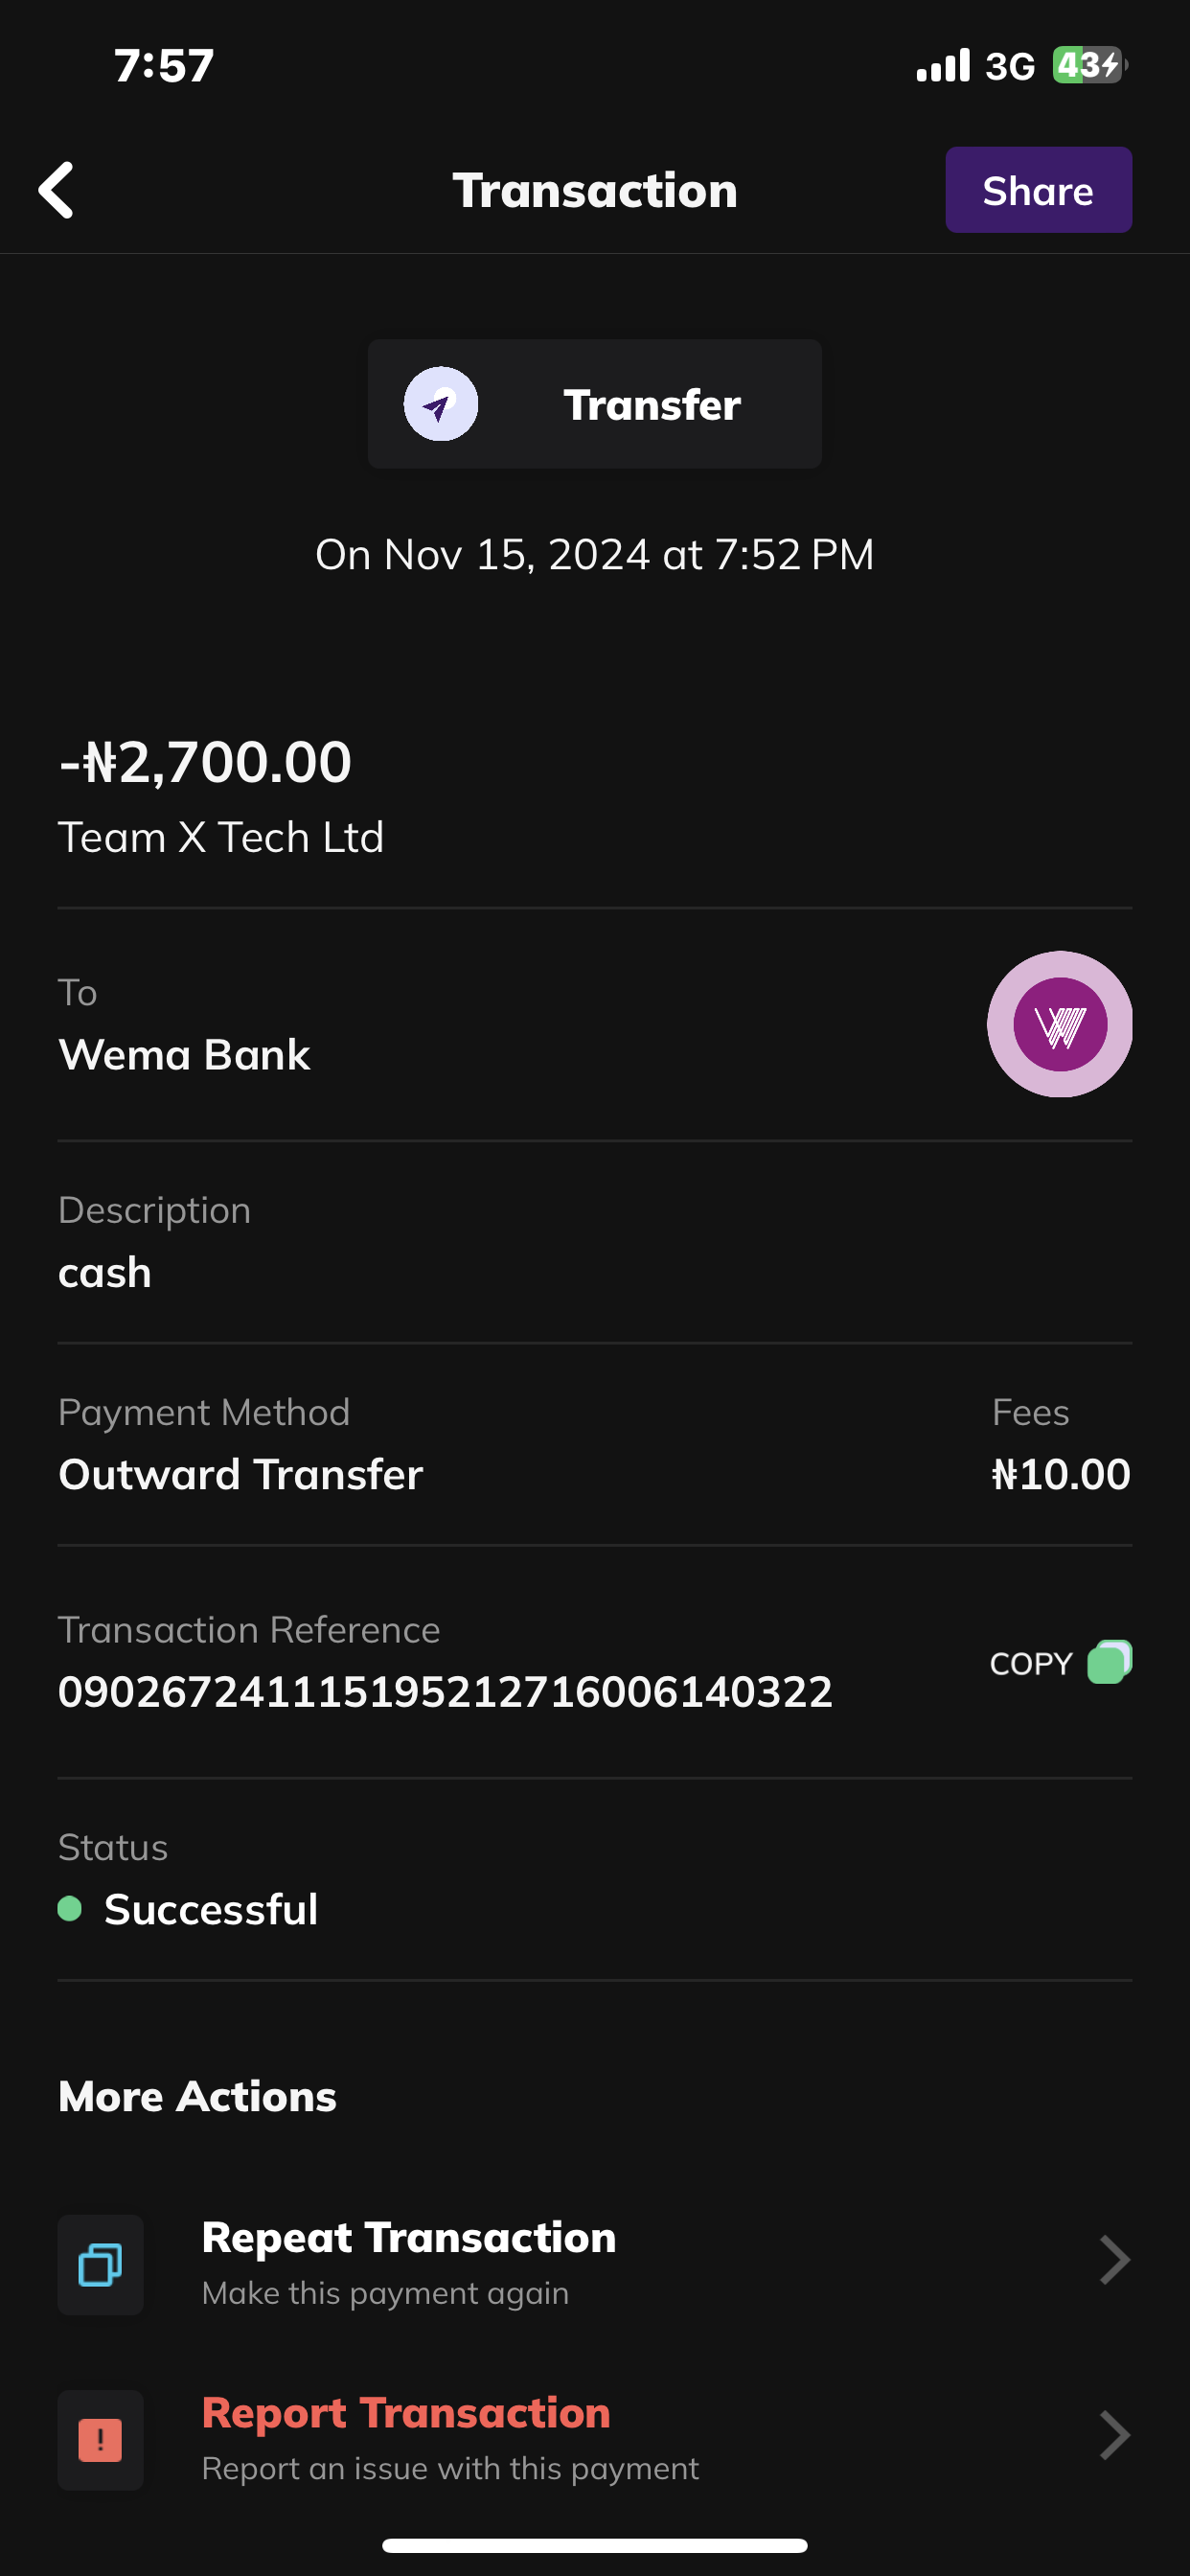 7:57
3G 43
Transaction
Share
Transfer
On Nov 15, 2024 at 7:52 PM
-₦2,700.00
Team X Tech Ltd
To
Wema Bank
Description
cash
Payment Method
Fees
Outward Transfer
₦10.00
Transaction Reference
COPY
090267241115195212716006140322
Status
Successful
More Actions
Repeat Transaction
Make this payment again
Report Transaction
Report an issue with this payment